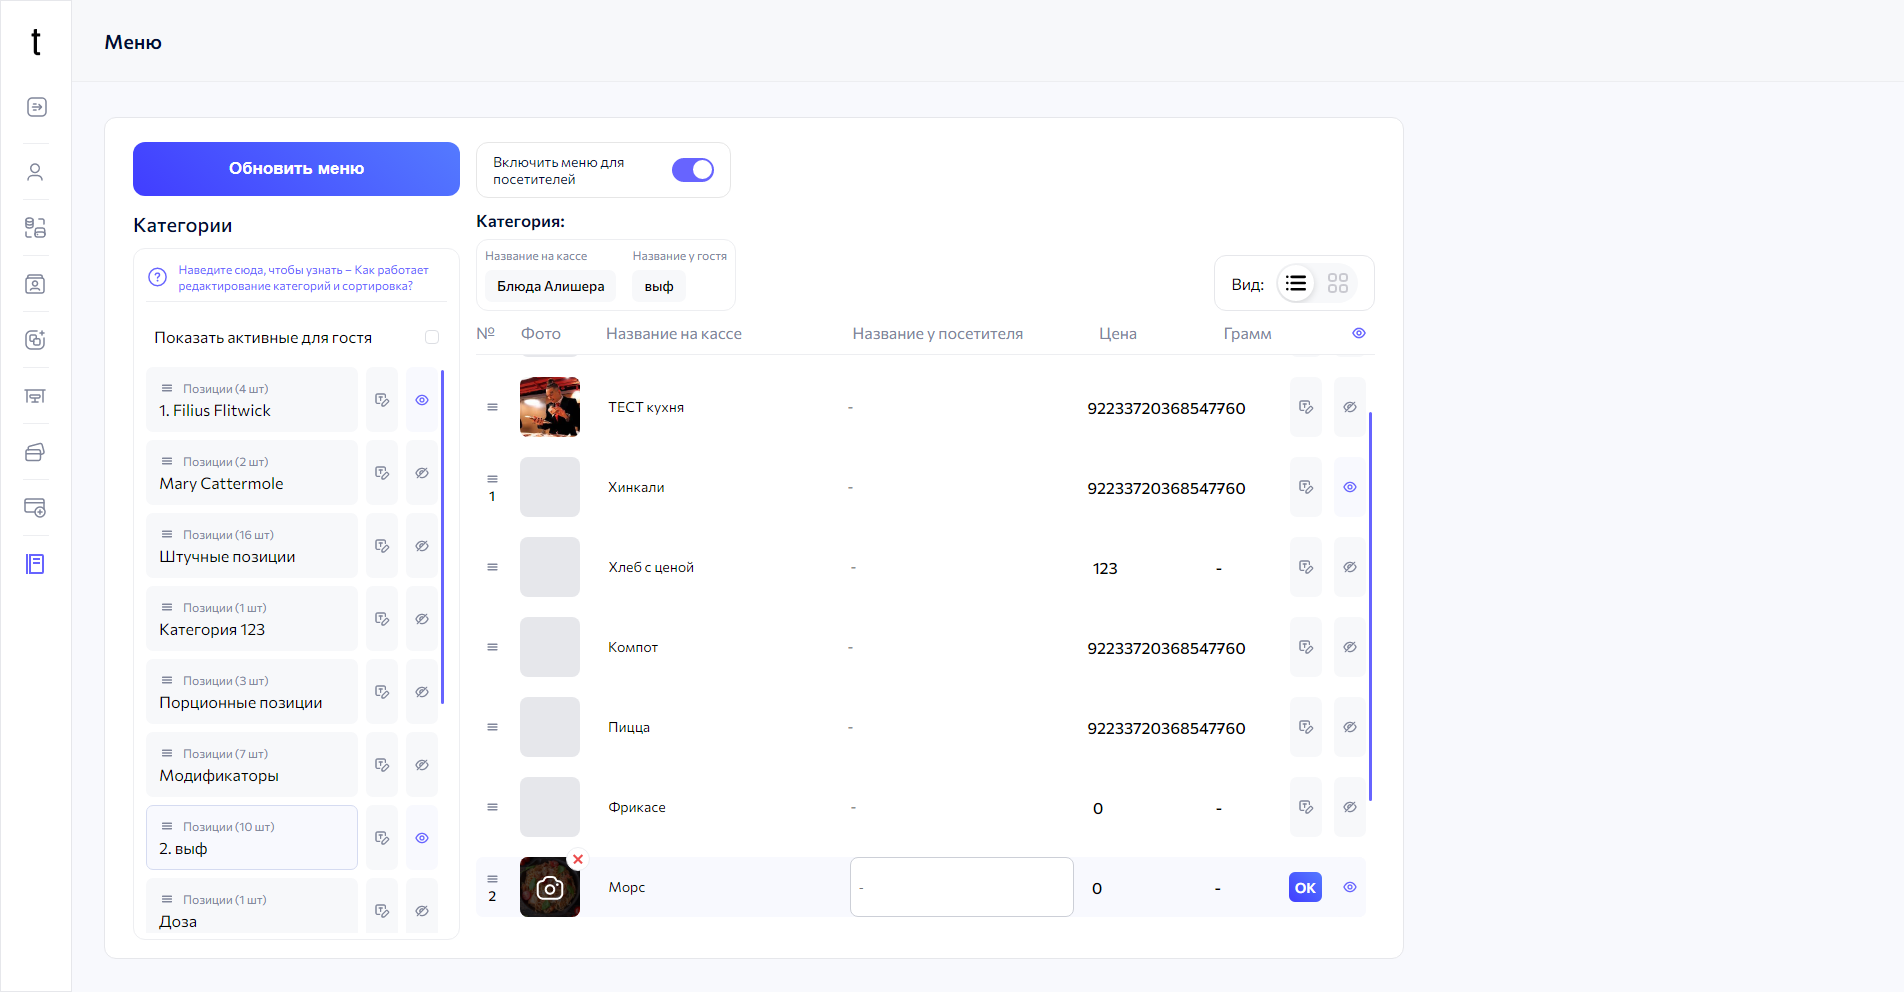 t
Меню
Обновить меню
Включить меню для
посетителей
Категории
Наведите сюда, чтобы узнать – Как работает
редактирование категорий и сортировка?
Показать активные для гостя
Позиции (4 шт)
1. Filius Flitwick
Позиции (2 шт)
Mary Cattermole
Позиции (16 шт)
Штучные позиции
Позиции (1 шт)
Категория 123
Позиции (3 шт)
Порционные позиции
Позиции (7 шт)
Модификаторы
Позиции (10 шт)
2. выф
Позиции (1 шт)
Доза
Категория:
Название на кассе Название у гостя
Блюда Алишера выф
Вид:
№ Фото Название на кассе Название у посетителя Цена Грамм
ТЕСТ кухня - 92233720368547760 -
1 Хинкали - 92233720368547760 -
Хлеб с ценой - 123 -
Компот - 92233720368547760 -
Пицца - 92233720368547760 -
Фрикасе - 0 -
2 Морс - 0 - OK